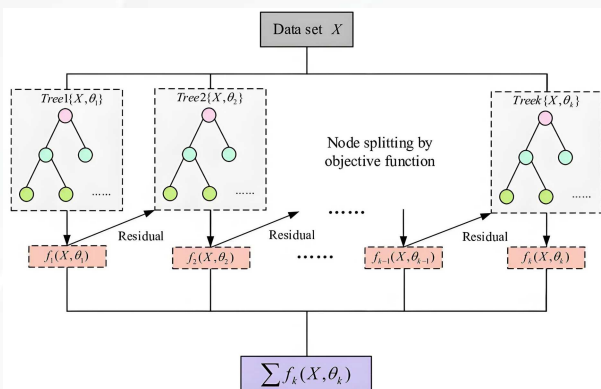 Data set X
Tree1{X,θ₁}
Tree2{X,θ₂}
Treek{X,θₖ}
Node splitting by
objective function
......
......
......
......
Residual
Residual
Residual
f₁(X,θ₁)
f₂(X,θ₂)
......
fₖ₋₁(X,θₖ₋₁)
fₖ(X,θₖ)
∑ fₖ(X,θₖ)